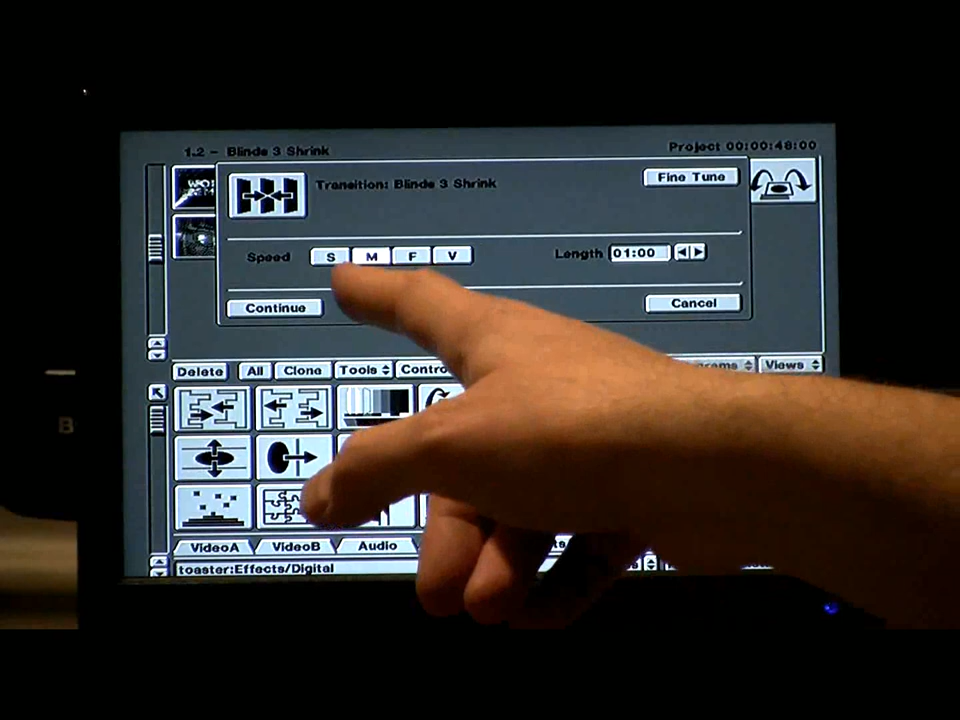 1.2 - Blinds 3 Shrink Project 00:00:48:00
Transition: Blinds 3 Shrink Fine Tune
Speed S M F V Length 01:00
Continue Cancel
Delete All Clone Tools Views
B
VideoA VideoB Audio
toaster:Effects/Digital